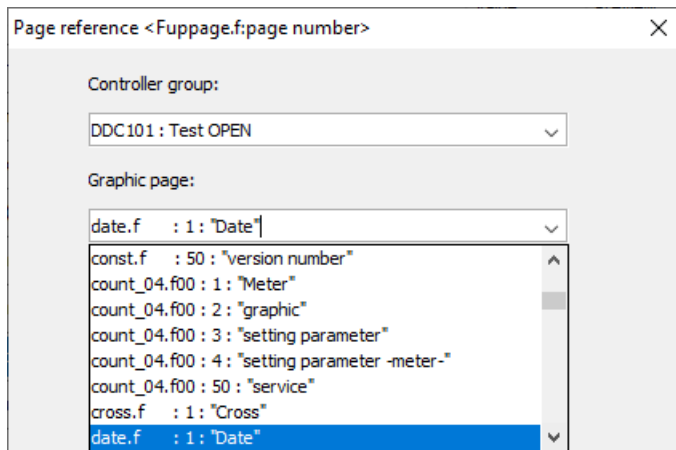 Page reference <Fuppage.f:page number>
Controller group:
DDC101 : Test OPEN
Graphic page:
date.f : 1 : "Date"
const.f : 50 : "version number"
count_04.f00 : 1 : "Meter"
count_04.f00 : 2 : "graphic"
count_04.f00 : 3 : "setting parameter"
count_04.f00 : 4 : "setting parameter -meter-"
count_04.f00 : 50 : "service"
cross.f : 1 : "Cross"
date.f : 1 : "Date"